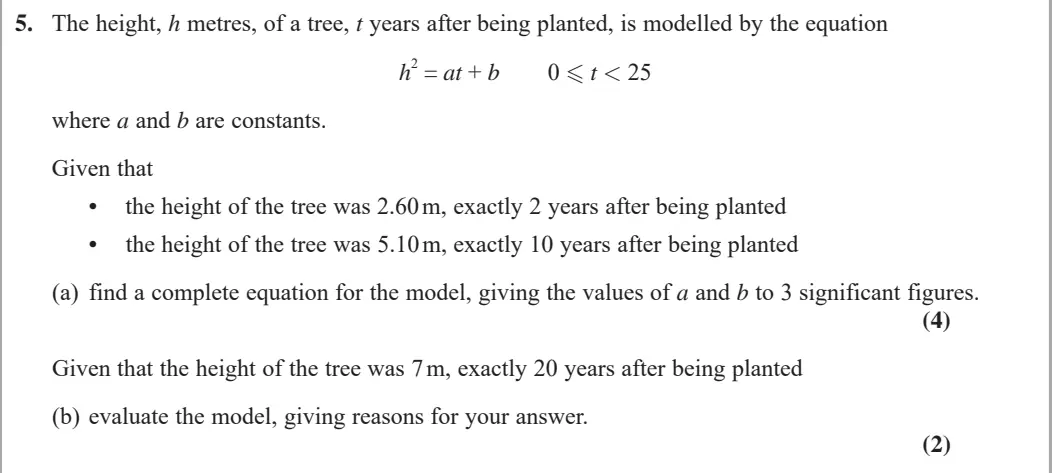 5. The height, h metres, of a tree, t years after being planted, is modelled by the equation
h² = at + b 0 ⩽ t < 25
where a and b are constants.
Given that
• the height of the tree was 2.60 m, exactly 2 years after being planted
• the height of the tree was 5.10 m, exactly 10 years after being planted
(a) find a complete equation for the model, giving the values of a and b to 3 significant figures.
(4)
Given that the height of the tree was 7 m, exactly 20 years after being planted
(b) evaluate the model, giving reasons for your answer.
(2)